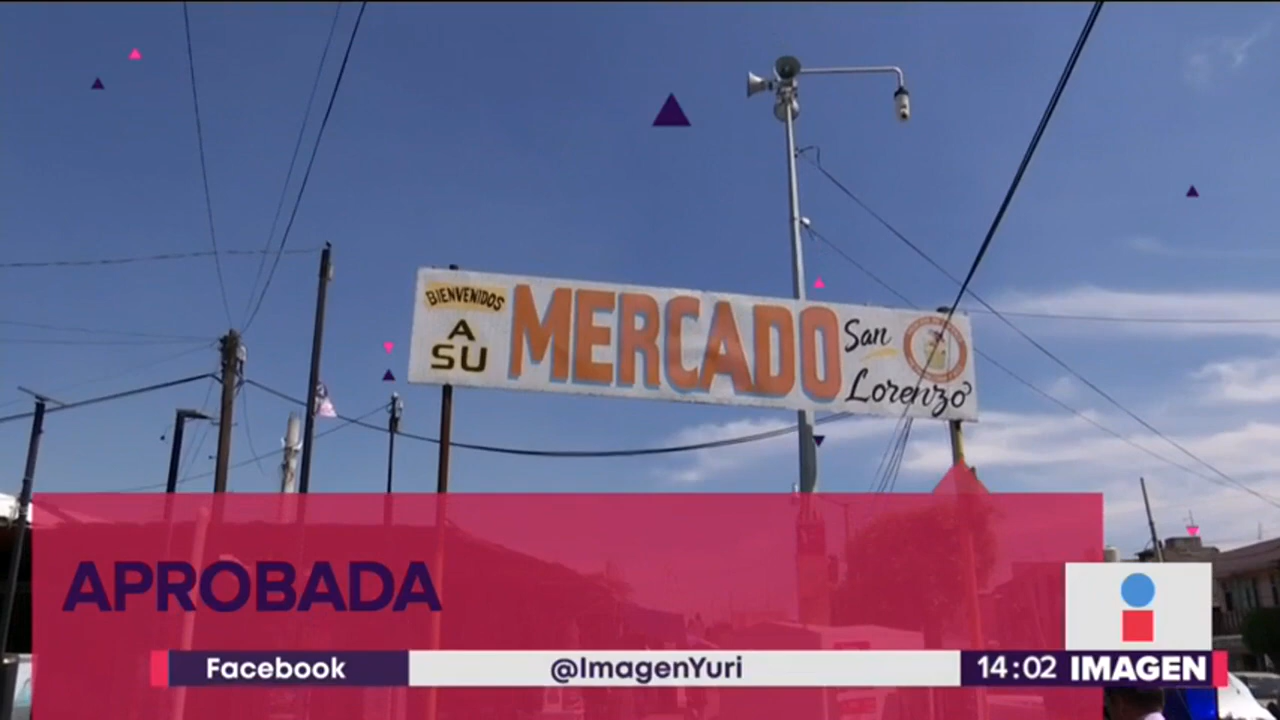 BIENVENIDOS
A
SU
MERCADO
San
Lorenzo
APROBADA
Facebook
@ImagenYuri
14:02 IMAGEN